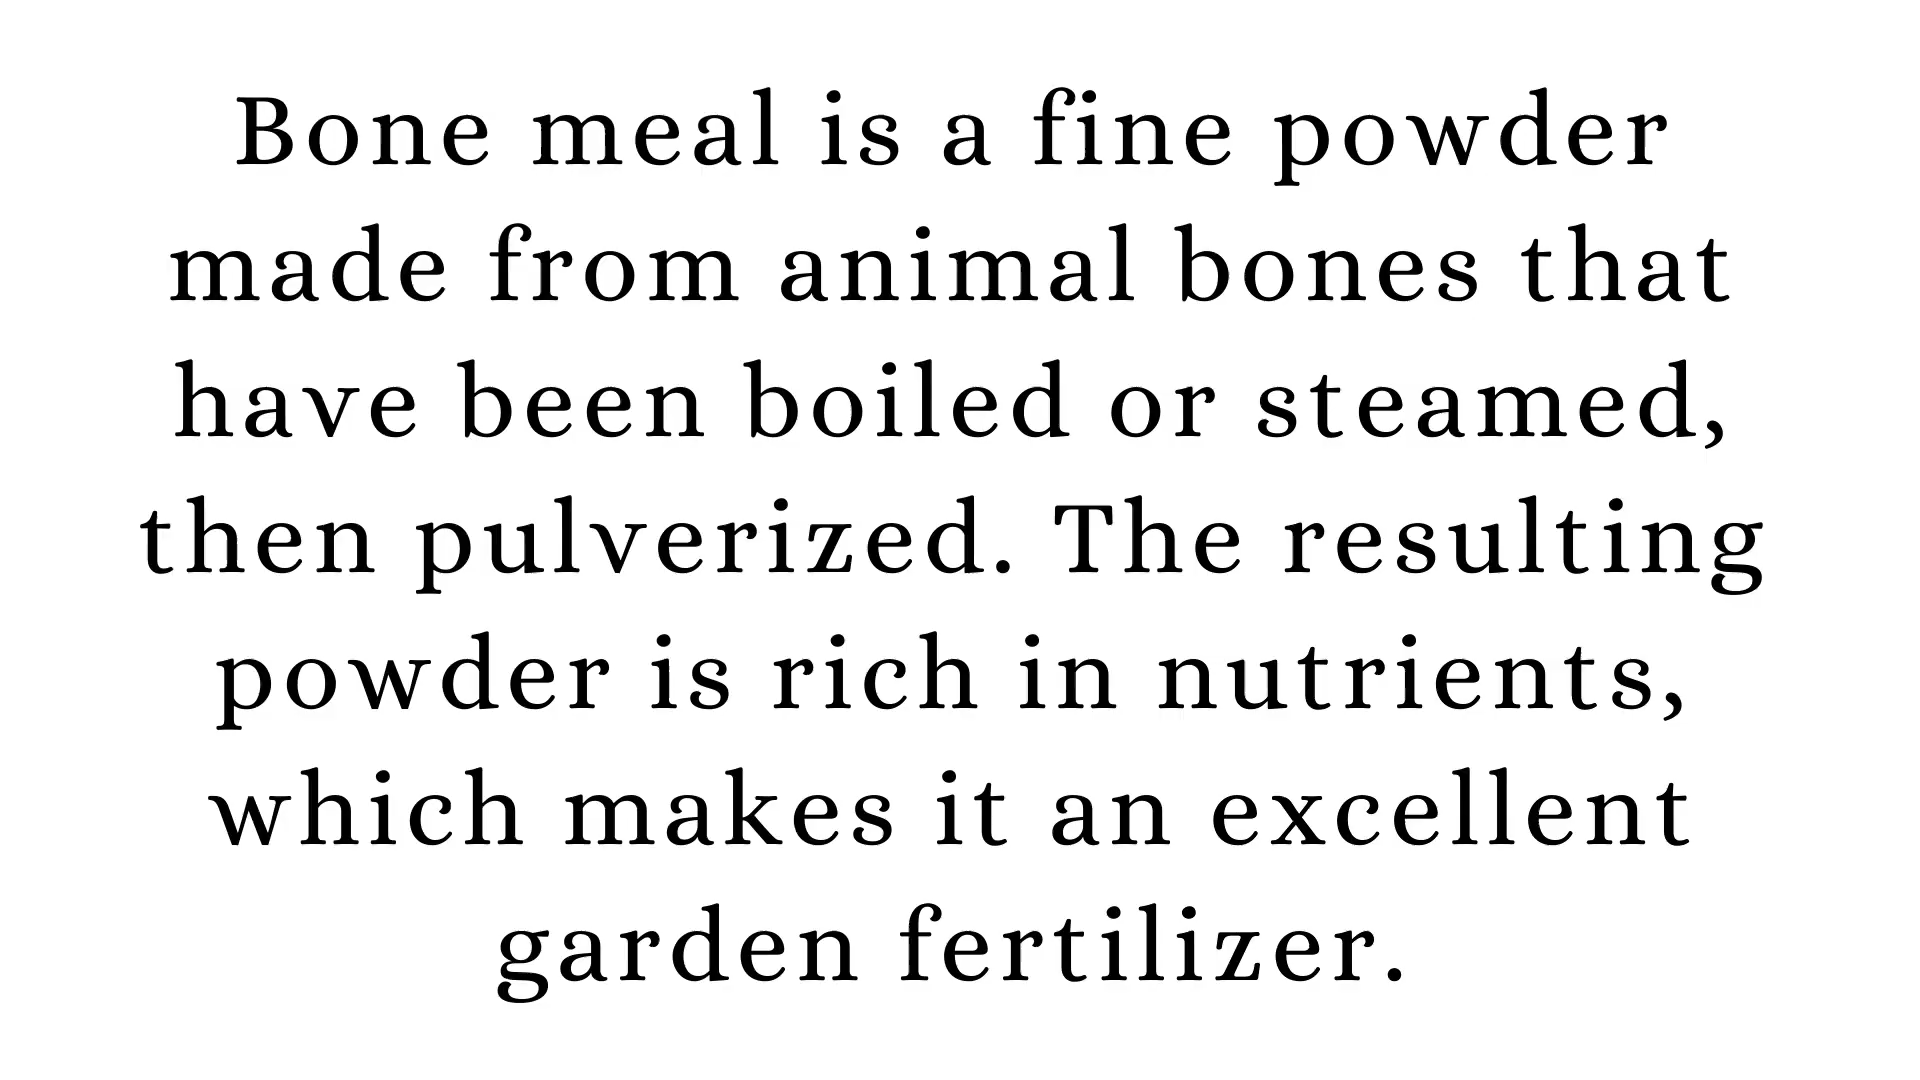 Bone meal is a fine powder
made from animal bones that
have been boiled or steamed,
then pulverized. The resulting
powder is rich in nutrients,
which makes it an excellent
garden fertilizer.